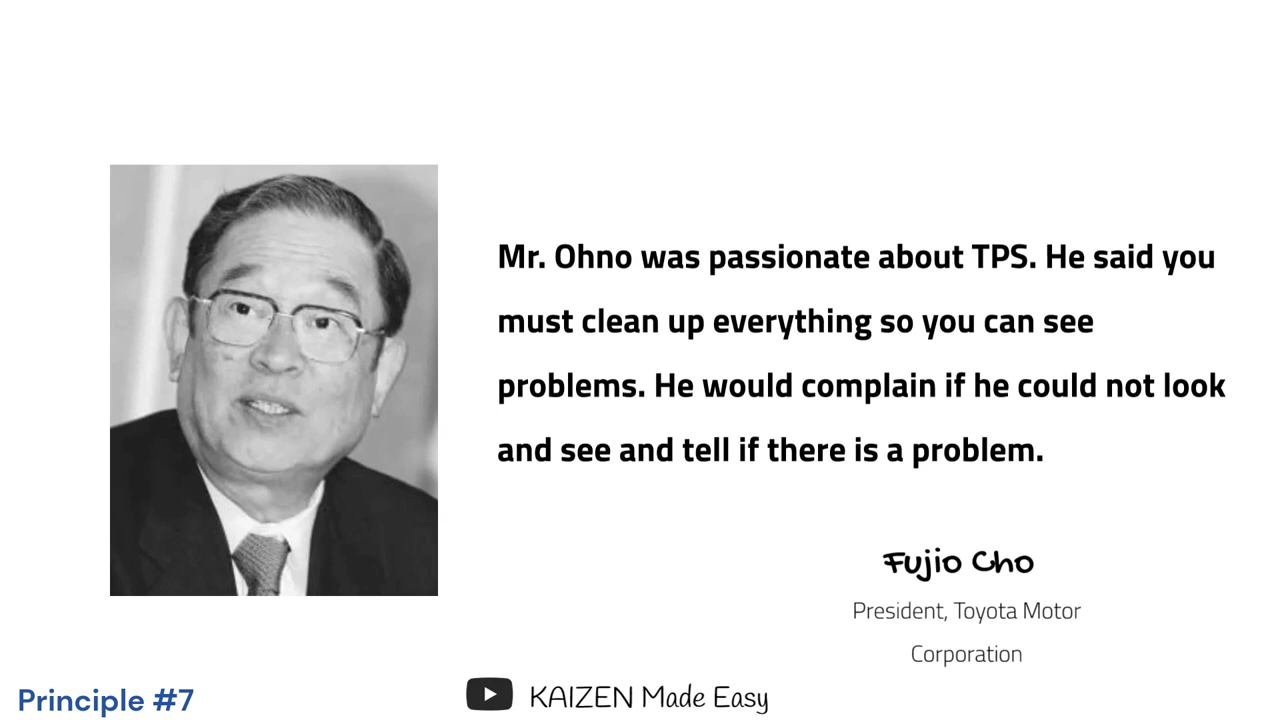 Mr. Ohno was passionate about TPS. He said you
must clean up everything so you can see
problems. He would complain if he could not look
and see and tell if there is a problem.
Fujio Cho
President, Toyota Motor
Corporation
Principle #7
KAIZEN Made Easy